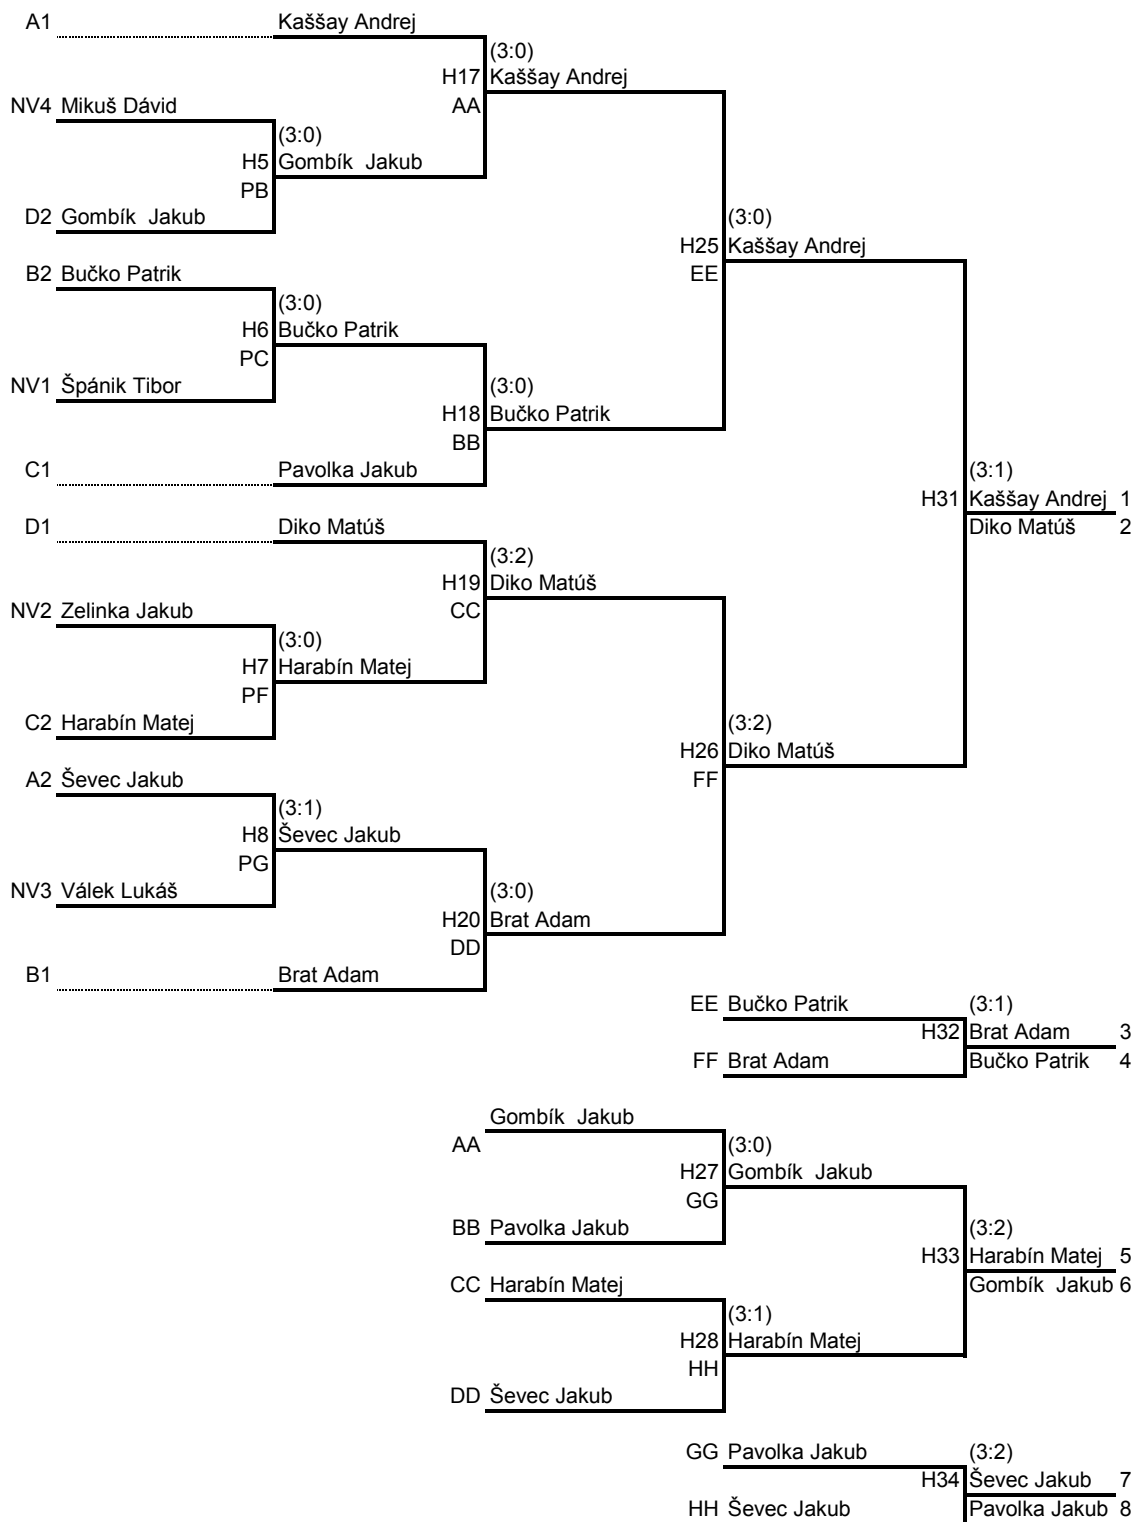 A1 Kaššay Andrej
(3:0)
H17 Kaššay Andrej
NV4 Mikuš Dávid
AA
(3:0)
H5 Gombík  Jakub
PB
D2 Gombík  Jakub
(3:0)
H25 Kaššay Andrej
B2 Bučko Patrik
EE
(3:0)
H6 Bučko Patrik
PC
NV1 Špánik Tibor
(3:0)
H18 Bučko Patrik
BB
C1 Pavolka Jakub
(3:1)
H31 Kaššay Andrej 1
D1 Diko Matúš
Diko Matúš 2
(3:2)
H19 Diko Matúš
NV2 Zelinka Jakub
CC
(3:0)
H7 Harabín Matej
PF
C2 Harabín Matej
(3:2)
H26 Diko Matúš
A2 Ševec Jakub
FF
(3:1)
H8 Ševec Jakub
PG
NV3 Válek Lukáš
(3:0)
H20 Brat Adam
DD
B1 Brat Adam
EE Bučko Patrik (3:1)
H32 Brat Adam 3
FF Brat Adam Bučko Patrik 4
Gombík  Jakub
AA (3:0)
H27 Gombík  Jakub
GG
BB Pavolka Jakub (3:2)
H33 Harabín Matej 5
CC Harabín Matej Gombík  Jakub 6
(3:1)
H28 Harabín Matej
HH
DD Ševec Jakub
GG Pavolka Jakub (3:2)
H34 Ševec Jakub 7
HH Ševec Jakub Pavolka Jakub 8